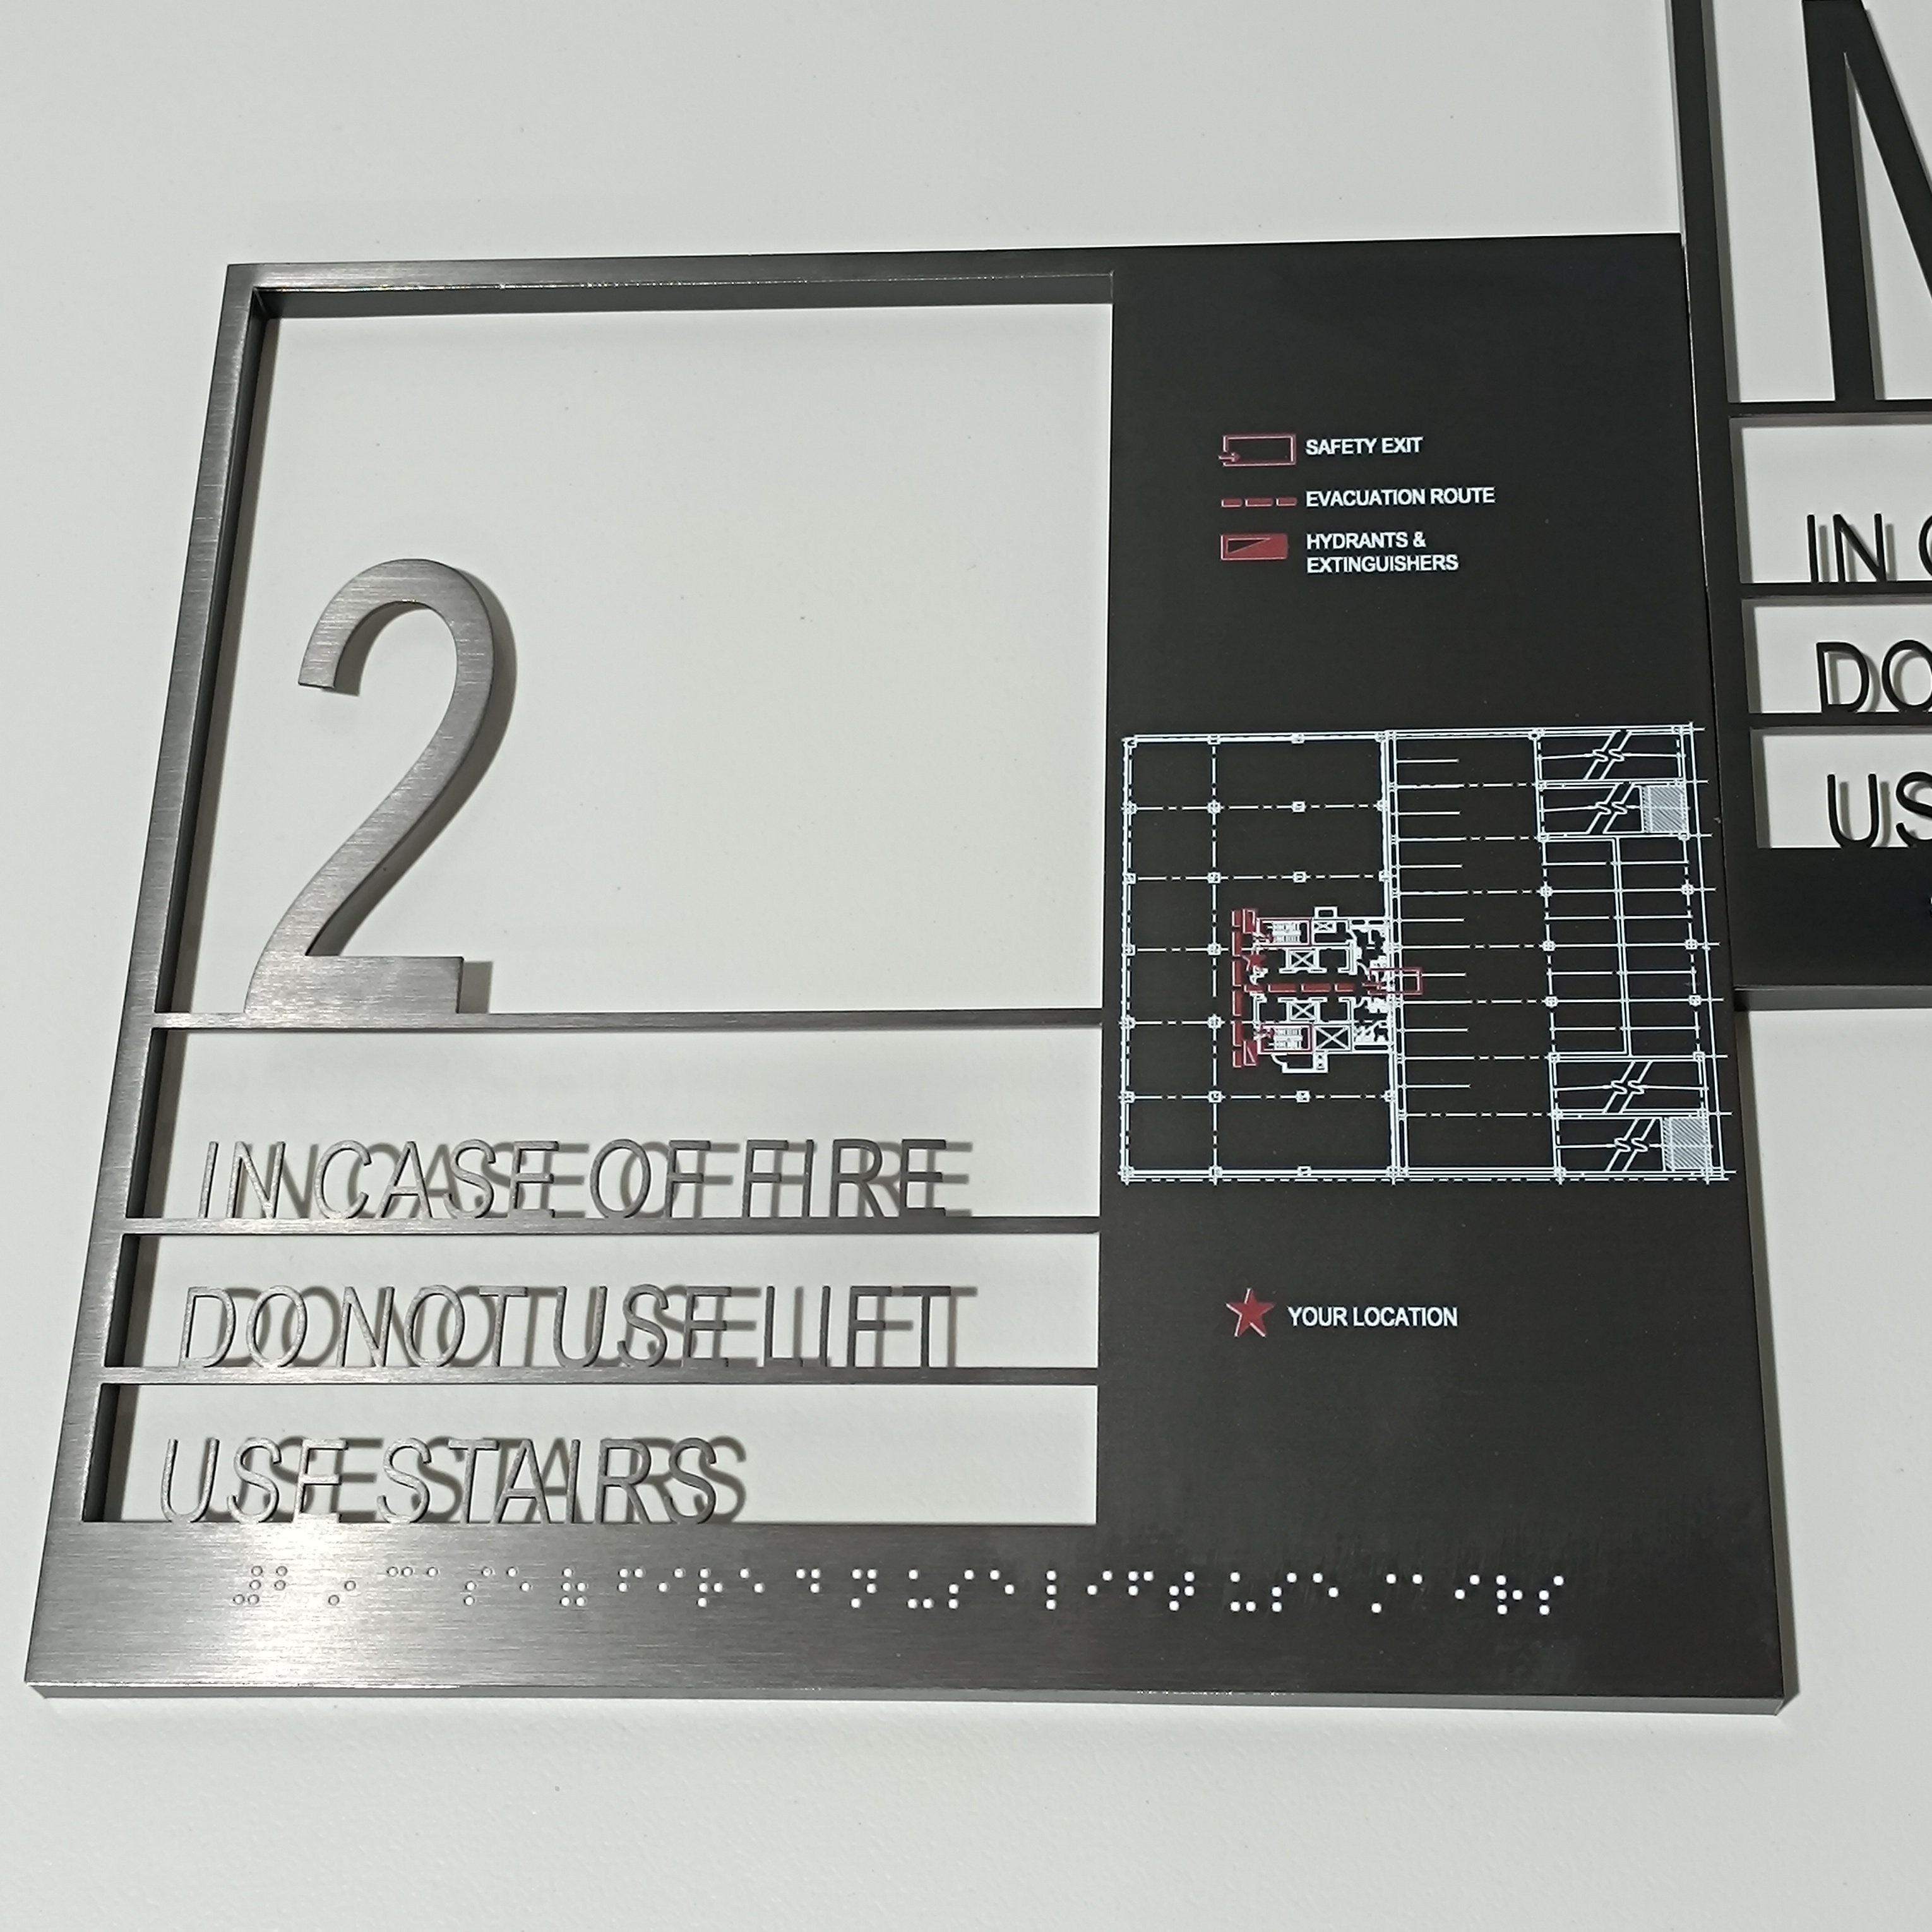 2
IN CASE OF FIRE
DO NOT USE LIFT
USE STAIRS
SAFETY EXIT
EVACUATION ROUTE
HYDRANTS &
EXTINGUISHERS
YOUR LOCATION
IN
DO
US